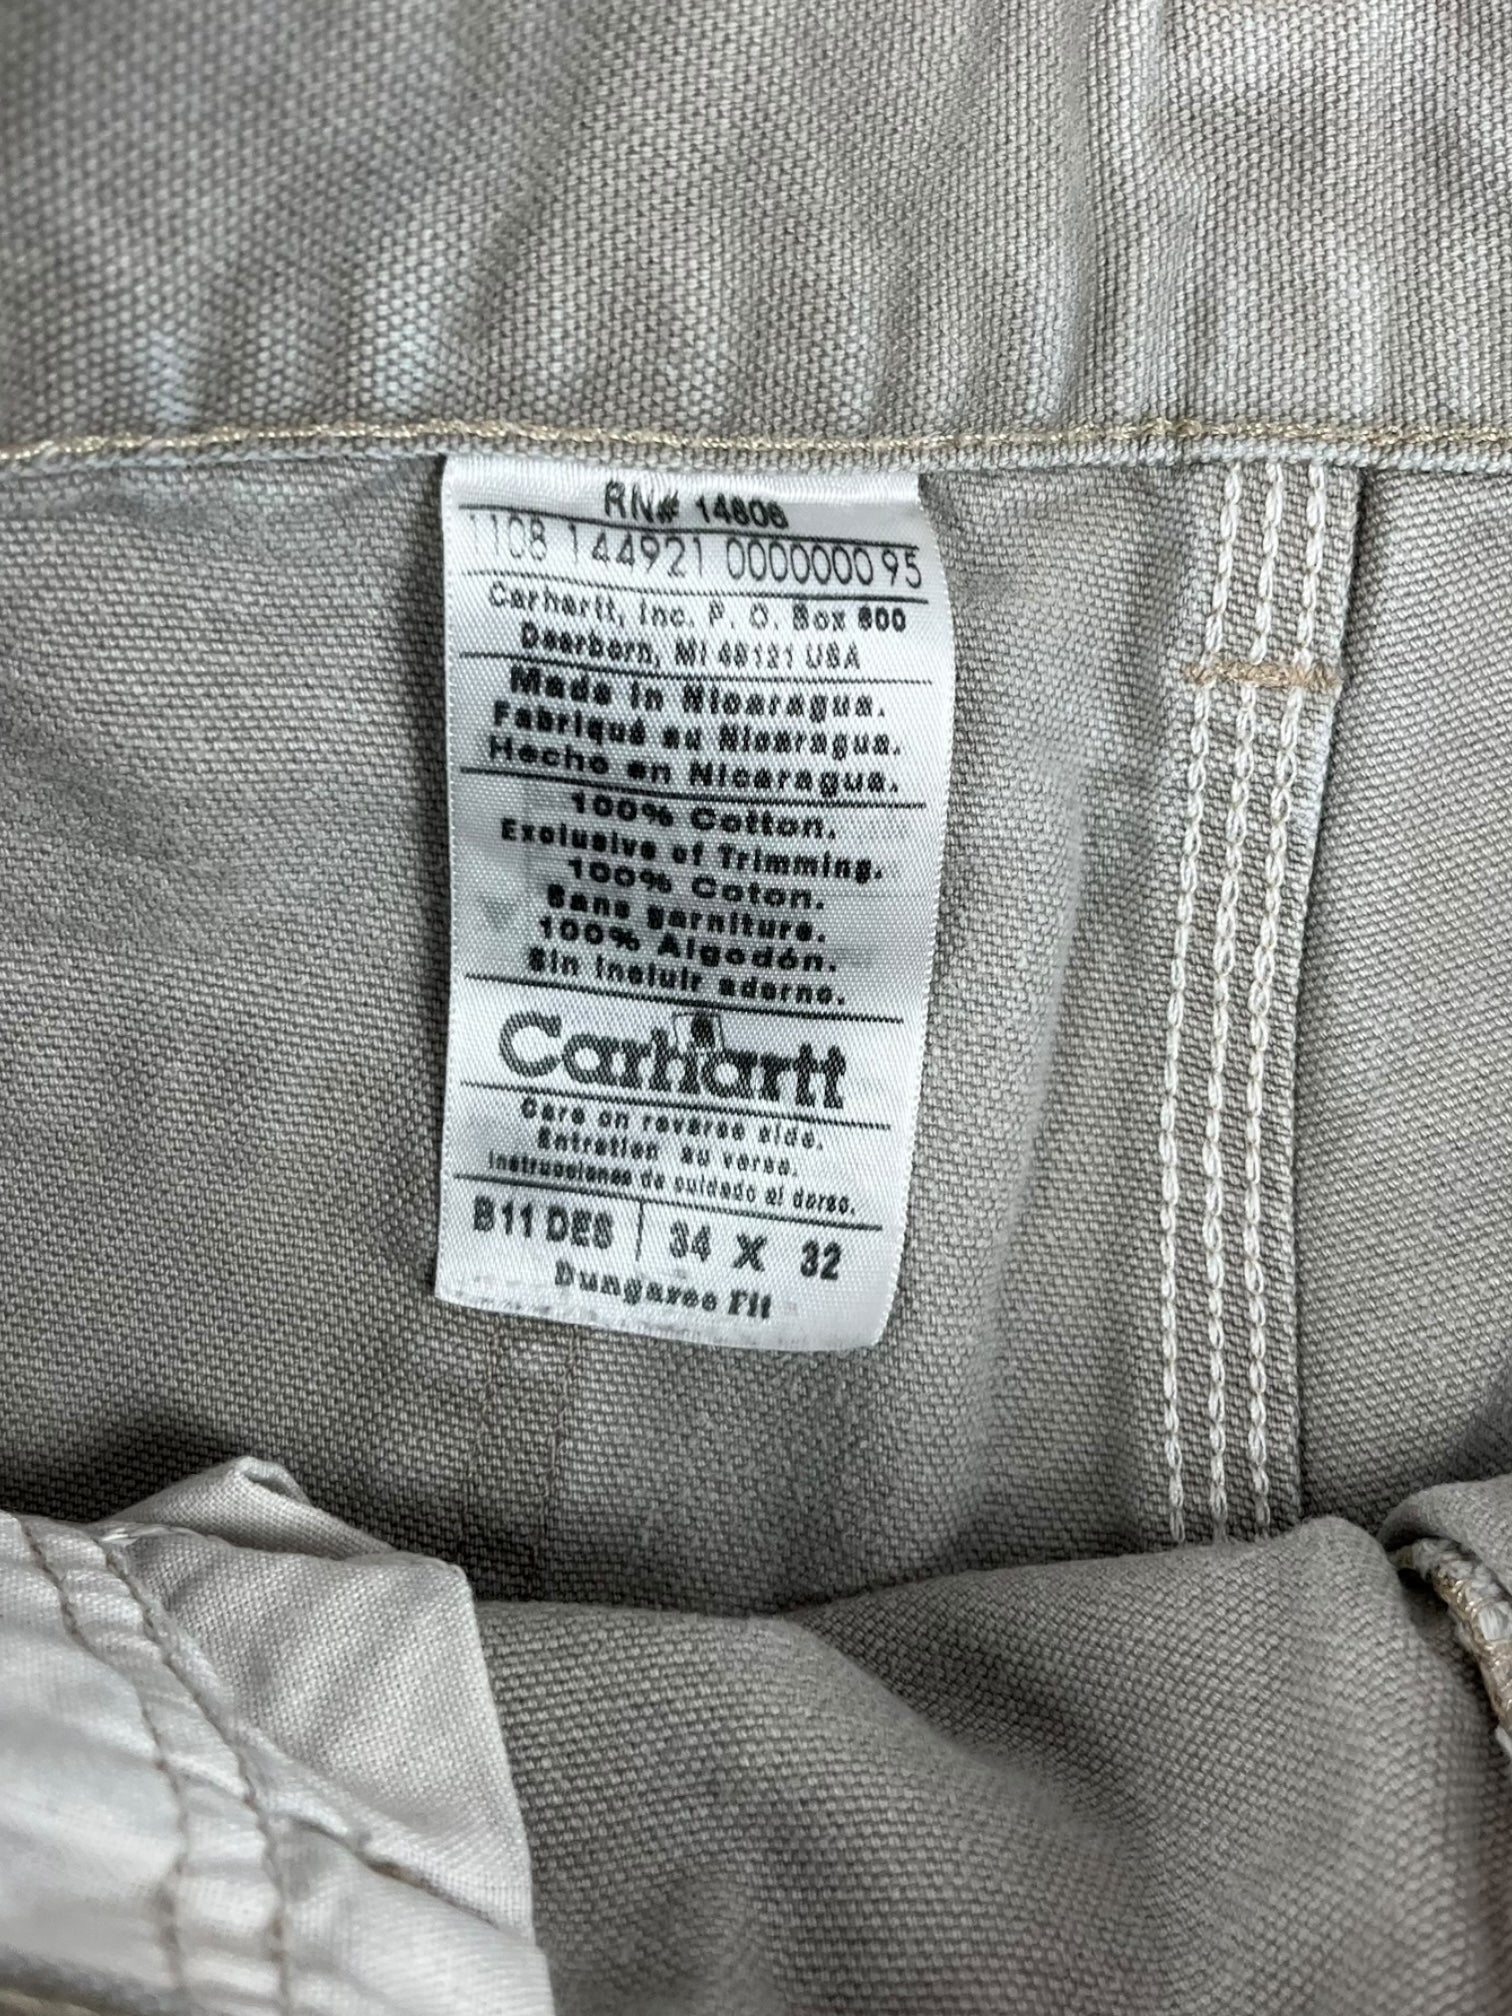 RN# 14806
1108 144921 0000000095
Carhartt, Inc. P. O. Box 600
Dearborn, MI 48121 USA
Made in Nicaragua.
Fabriqué au Nicaragua.
Hecho en Nicaragua.
100% Cotton.
Exclusive of Trimming.
100% Coton.
Sans garniture.
100% Algodón.
Sin incluir adorno.
Carhartt
Care on reverse side.
Entretien au verso.
Instrucciones de cuidado al dorso.
B11 DES | 34 X 32
Dungaree Fit